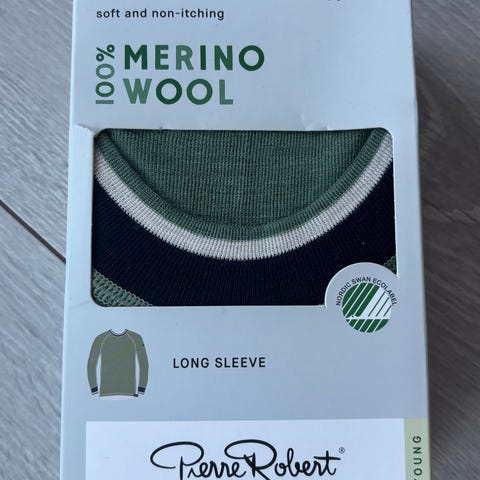 soft and non-itching
100% MERINO
WOOL
NORDIC SWAN ECOLABEL
LONG SLEEVE
Pierre Robert®
YOUNG